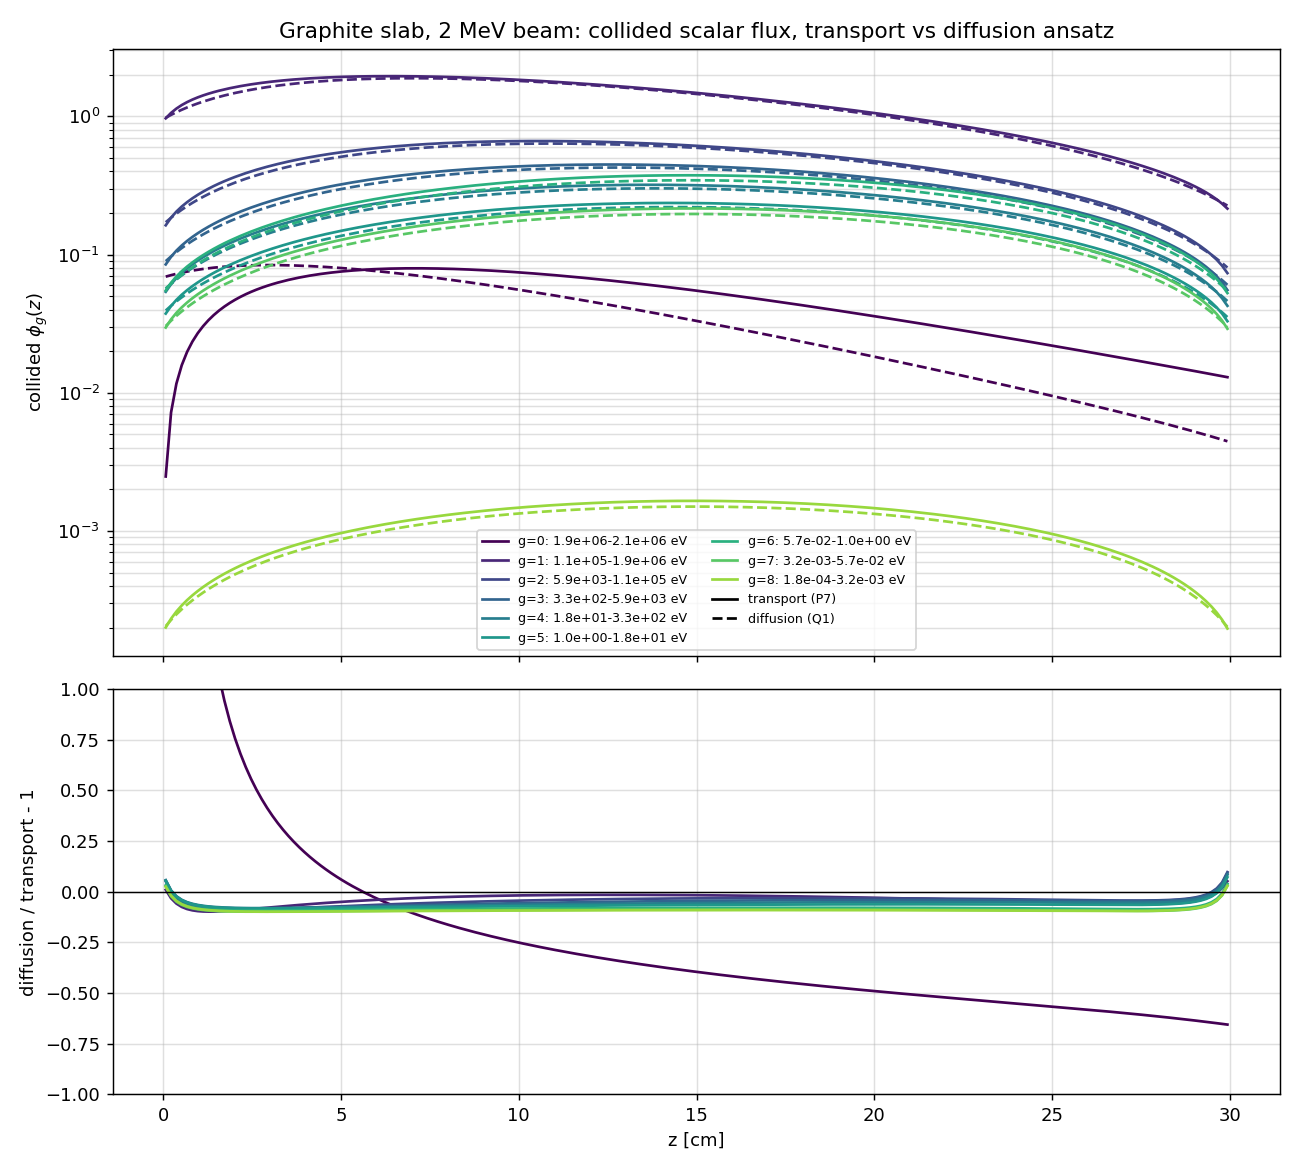 Graphite slab, 2 MeV beam: collided scalar flux, transport vs diffusion ansatz
collided ϕ_g(z)
10⁰
10⁻¹
10⁻²
10⁻³
g=0: 1.9e+06-2.1e+06 eV
g=1: 1.1e+05-1.9e+06 eV
g=2: 5.9e+03-1.1e+05 eV
g=3: 3.3e+02-5.9e+03 eV
g=4: 1.8e+01-3.3e+02 eV
g=5: 1.0e+00-1.8e+01 eV
g=6: 5.7e-02-1.0e+00 eV
g=7: 3.2e-03-5.7e-02 eV
g=8: 1.8e-04-3.2e-03 eV
transport (P7)
diffusion (Q1)
diffusion / transport - 1
1.00
0.75
0.50
0.25
0.00
−0.25
−0.50
−0.75
−1.00
0 5 10 15 20 25 30
z [cm]